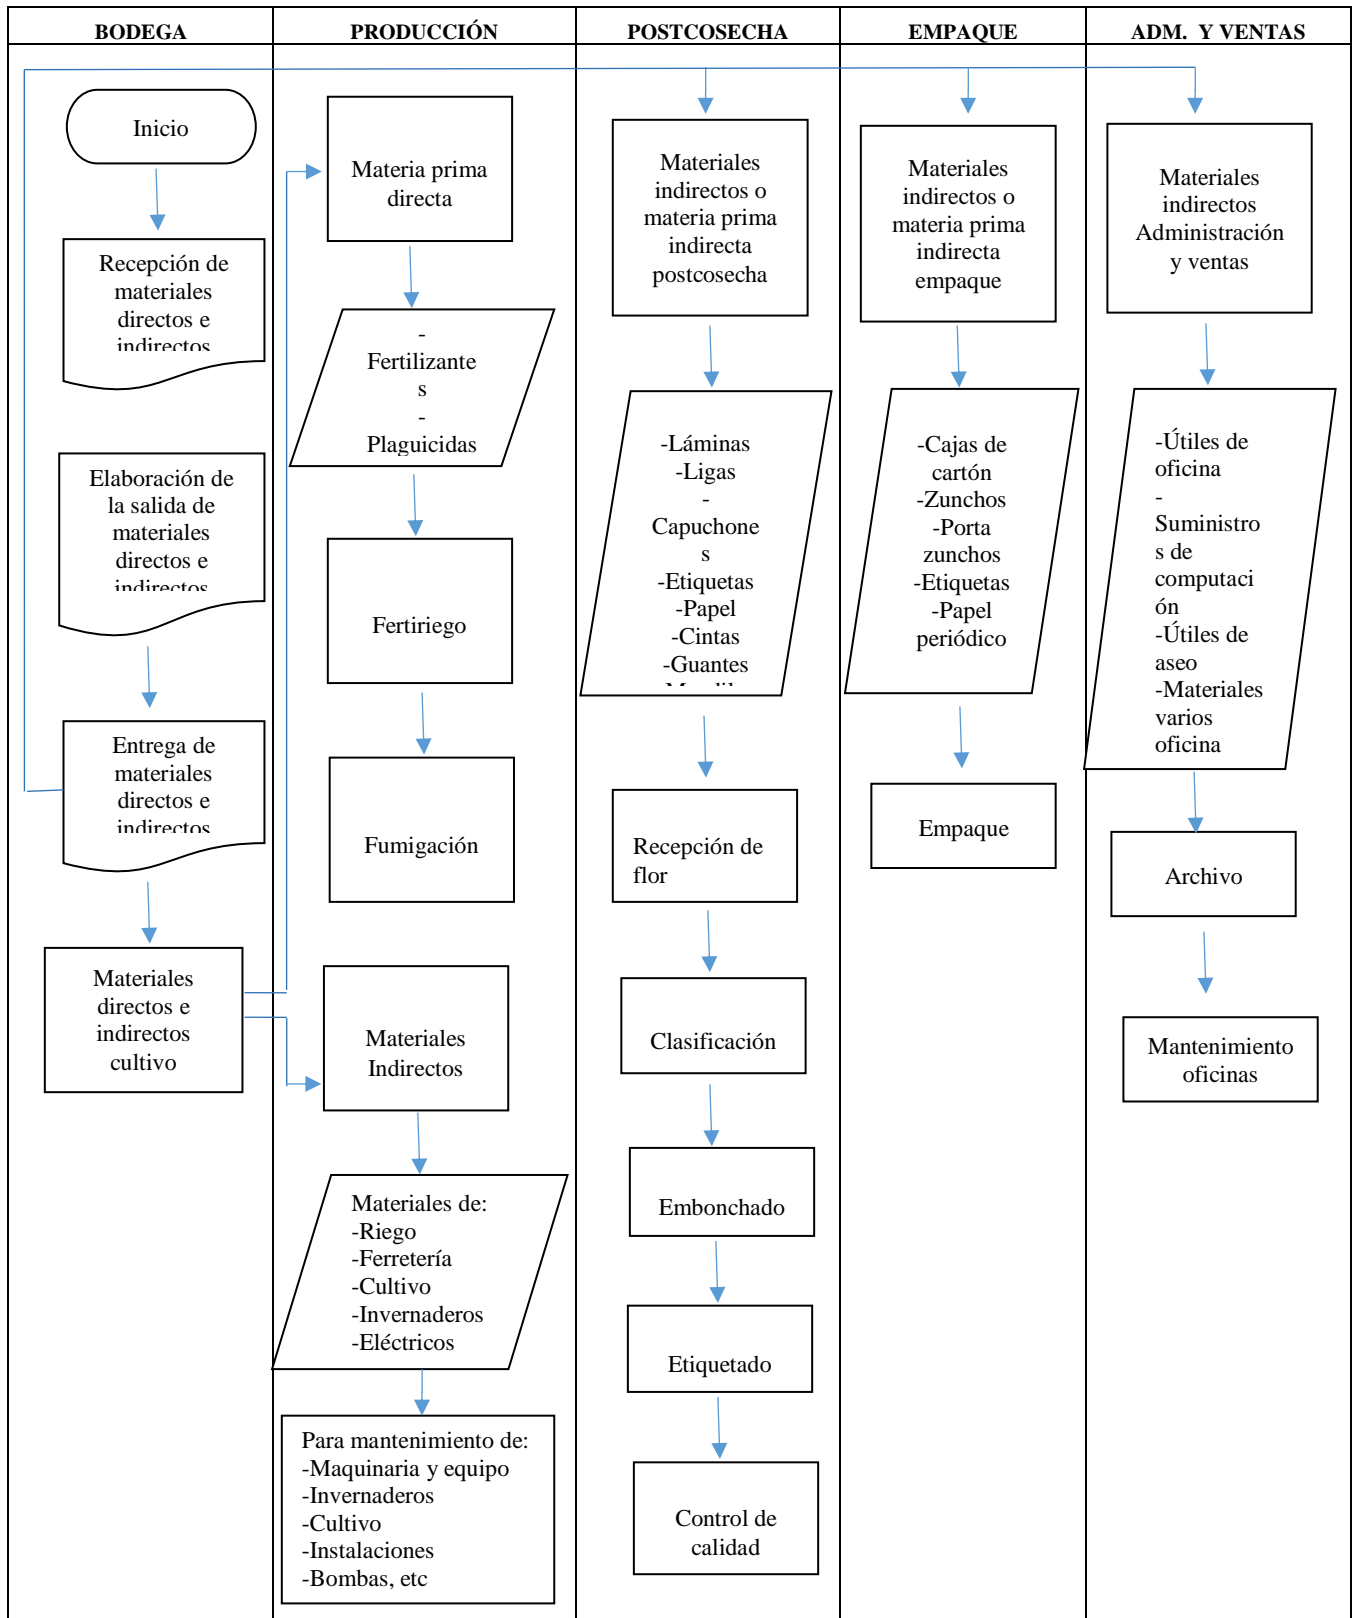 BODEGA
PRODUCCIÓN
POSTCOSECHA
EMPAQUE
ADM. Y VENTAS
Inicio
Recepción de
materiales
directos e
indirectos
Elaboración de
la salida de
materiales
directos e
indirectos
Entrega de
materiales
directos e
indirectos
Materiales
directos e
indirectos
cultivo
Materia prima
directa
-
Fertilizante
s
-
Plaguicidas
Fertiriego
Fumigación
Materiales
Indirectos
Materiales de:
-Riego
-Ferretería
-Cultivo
-Invernaderos
-Eléctricos
Para mantenimiento de:
-Maquinaria y equipo
-Invernaderos
-Cultivo
-Instalaciones
-Bombas, etc
Materiales
indirectos o
materia prima
indirecta
postcosecha
-Láminas
-Ligas
-
Capuchone
s
-Etiquetas
-Papel
-Cintas
-Guantes
Recepción de
flor
Clasificación
Embonchado
Etiquetado
Control de
calidad
Materiales
indirectos o
materia prima
indirecta
empaque
-Cajas de
cartón
-Zunchos
-Porta
zunchos
-Etiquetas
-Papel
periódico
Empaque
Materiales
indirectos
Administración
y ventas
-Útiles de
oficina
-
Suministro
s de
computaci
ón
-Útiles de
aseo
-Materiales
varios
oficina
Archivo
Mantenimiento
oficinas